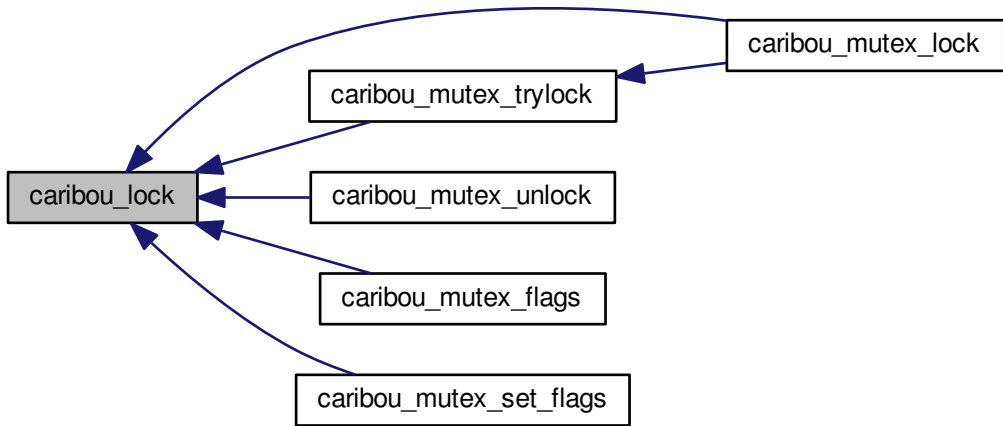 caribou_mutex_lock
caribou_mutex_trylock
caribou_lock
caribou_mutex_unlock
caribou_mutex_flags
caribou_mutex_set_flags